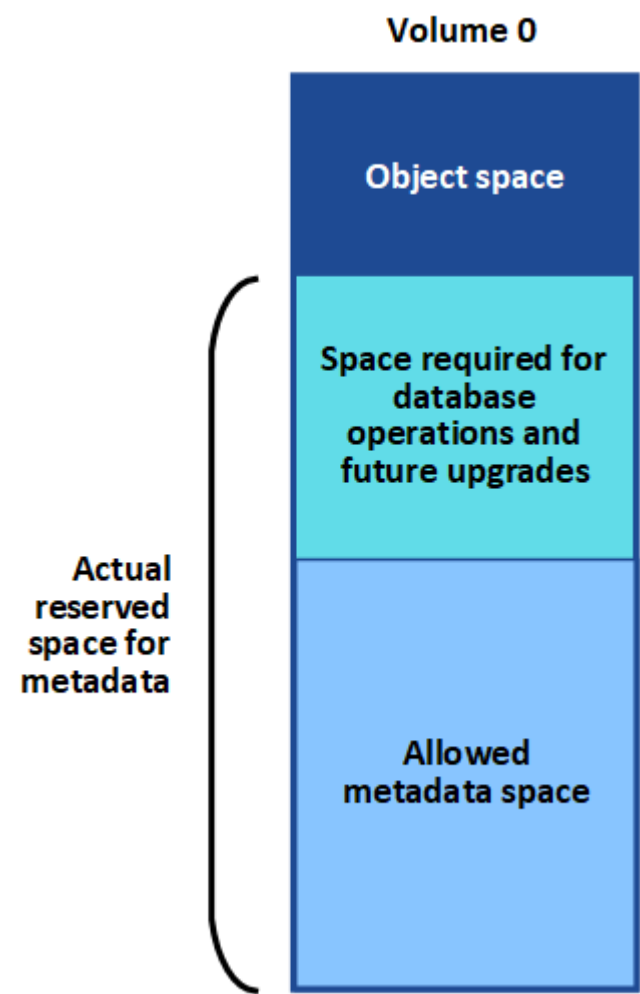 Volume 0
Object space
Space required for
database
operations and
future upgrades
Actual
reserved
space for
metadata
Allowed
metadata space